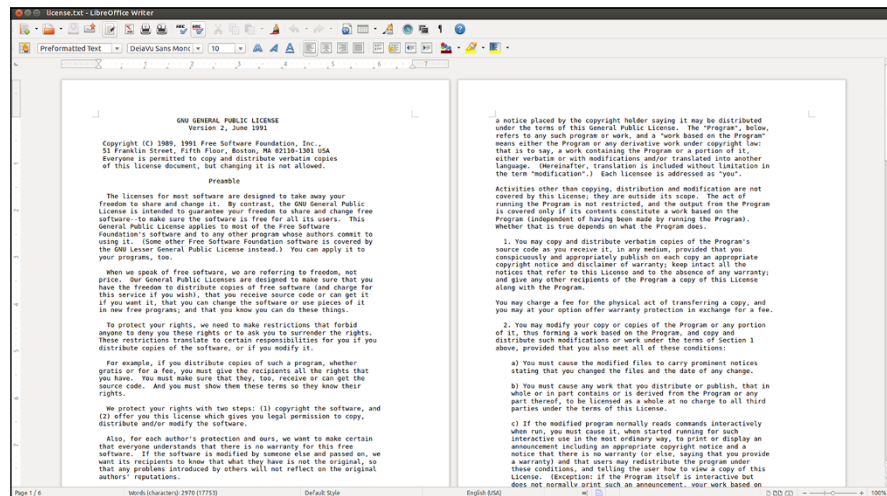 license.txt - LibreOffice Writer
Preformatted Text
DejaVu Sans Mono
10
1
2
3
4
5
6
7
GNU GENERAL PUBLIC LICENSE
Version 2, June 1991
Copyright (C) 1989, 1991 Free Software Foundation, Inc.,
51 Franklin Street, Fifth Floor, Boston, MA 02110-1301 USA
Everyone is permitted to copy and distribute verbatim copies
of this license document, but changing it is not allowed.
Preamble
The licenses for most software are designed to take away your
freedom to share and change it. By contrast, the GNU General Public
License is intended to guarantee your freedom to share and change free
software--to make sure the software is free for all its users. This
General Public License applies to most of the Free Software
Foundation's software and to any other program whose authors commit to
using it. (Some other Free Software Foundation software is covered by
the GNU Lesser General Public License instead.) You can apply it to
your programs, too.
When we speak of free software, we are referring to freedom, not
price. Our General Public Licenses are designed to make sure that you
have the freedom to distribute copies of free software (and charge for
this service if you wish), that you receive source code or can get it
if you want it, that you can change the software or use pieces of it
in new free programs; and that you know you can do these things.
To protect your rights, we need to make restrictions that forbid
anyone to deny you these rights or to ask you to surrender the rights.
These restrictions translate to certain responsibilities for you if you
distribute copies of the software, or if you modify it.
For example, if you distribute copies of such a program, whether
gratis or for a fee, you must give the recipients all the rights that
you have. You must make sure that they, too, receive or can get the
source code. And you must show them these terms so they know their
rights.
We protect your rights with two steps: (1) copyright the software, and
(2) offer you this license which gives you legal permission to copy,
distribute and/or modify the software.
Also, for each author's protection and ours, we want to make certain
that everyone understands that there is no warranty for this free
software. If the software is modified by someone else and passed on, we
want its recipients to know that what they have is not the original, so
that any problems introduced by others will not reflect on the original
authors' reputations.
a notice placed by the copyright holder saying it may be distributed
under the terms of this General Public License. The "Program", below,
refers to any such program or work, and a "work based on the Program"
means either the Program or any derivative work under copyright law:
that is to say, a work containing the Program or a portion of it,
either verbatim or with modifications and/or translated into another
language. (Hereinafter, translation is included without limitation in
the term "modification".) Each licensee is addressed as "you".
Activities other than copying, distribution and modification are not
covered by this License; they are outside its scope. The act of
running the Program is not restricted, and the output from the Program
is covered only if its contents constitute a work based on the
Program (independent of having been made by running the Program).
Whether that is true depends on what the Program does.
1. You may copy and distribute verbatim copies of the Program's
source code as you receive it, in any medium, provided that you
conspicuously and appropriately publish on each copy an appropriate
copyright notice and disclaimer of warranty; keep intact all the
notices that refer to this License and to the absence of any warranty;
and give any other recipients of the Program a copy of this License
along with the Program.
You may charge a fee for the physical act of transferring a copy, and
you may at your option offer warranty protection in exchange for a fee.
2. You may modify your copy or copies of the Program or any portion
of it, thus forming a work based on the Program, and copy and
distribute such modifications or work under the terms of Section 1
above, provided that you also meet all of these conditions:
a) You must cause the modified files to carry prominent notices
stating that you changed the files and the date of any change.
b) You must cause any work that you distribute or publish, that in
whole or in part contains or is derived from the Program or any
part thereof, to be licensed as a whole at no charge to all third
parties under the terms of this License.
c) If the modified program normally reads commands interactively
when run, you must cause it, when started running for such
interactive use in the most ordinary way, to print or display an
announcement including an appropriate copyright notice and a
notice that there is no warranty (or else, saying that you provide
a warranty) and that users may redistribute the program under
these conditions, and telling the user how to view a copy of this
License. (Exception: if the Program itself is interactive but
does not normally print such an announcement, your work based on
Page 1 / 6
Words (characters): 2970 (17753)
Default Style
English (USA)
100%